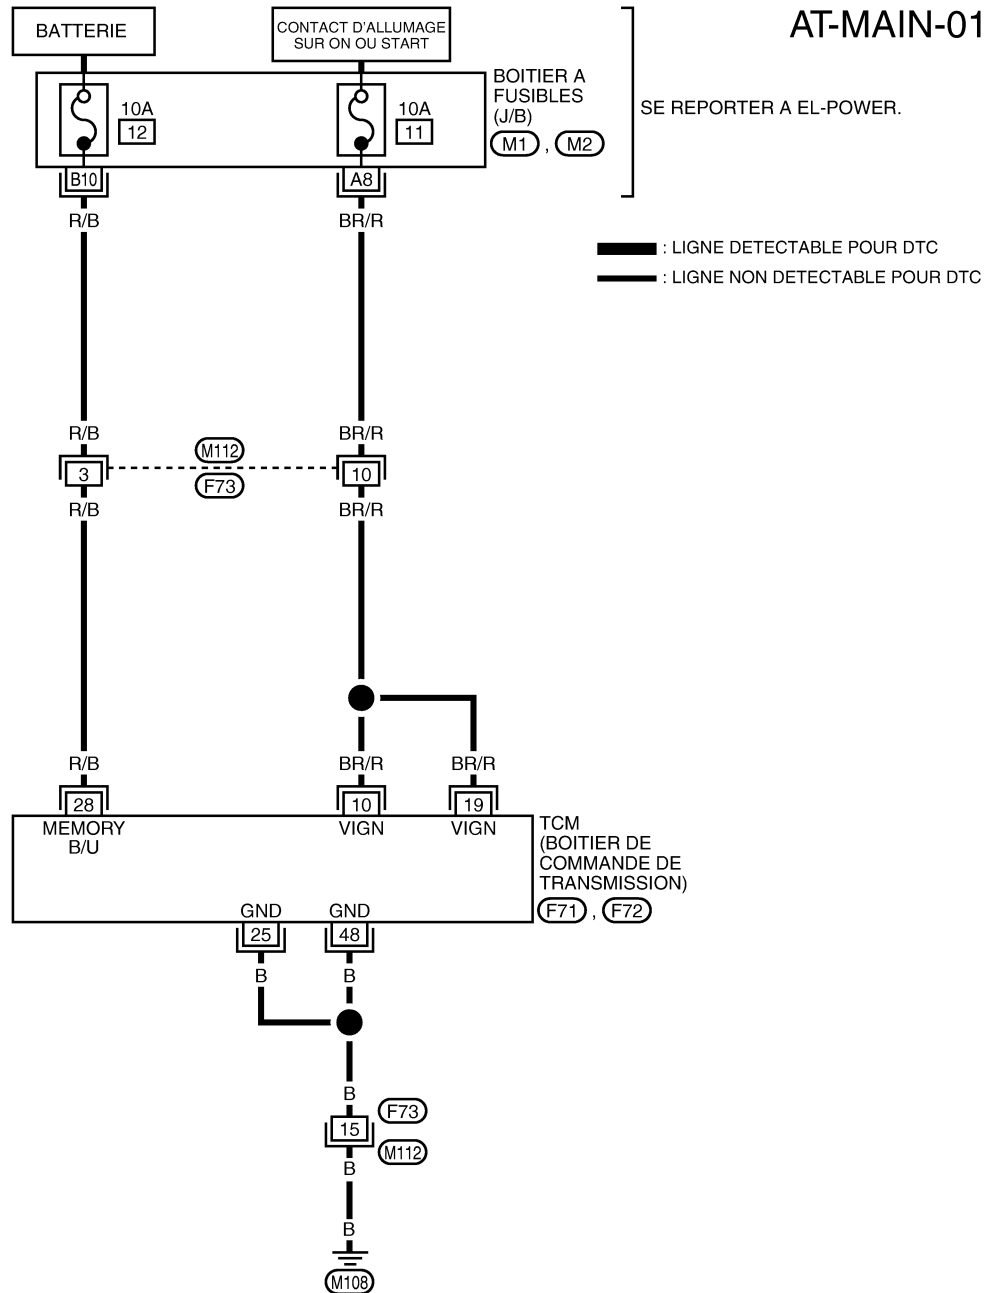 AT-MAIN-01
BATTERIE
CONTACT D'ALLUMAGE
SUR ON OU START
BOITIER A
FUSIBLES
(J/B)
M1 , M2
SE REPORTER A EL-POWER.
10A
12
10A
11
B10
A8
R/B
BR/R
: LIGNE DETECTABLE POUR DTC
: LIGNE NON DETECTABLE POUR DTC
R/B
BR/R
M112
3
10
F73
R/B
BR/R
R/B
BR/R
BR/R
28
10
19
MEMORY
B/U
VIGN
VIGN
TCM
(BOITIER DE
COMMANDE DE
TRANSMISSION)
F71 , F72
GND
GND
25
48
B
B
B
F73
15
M112
B
B
M108